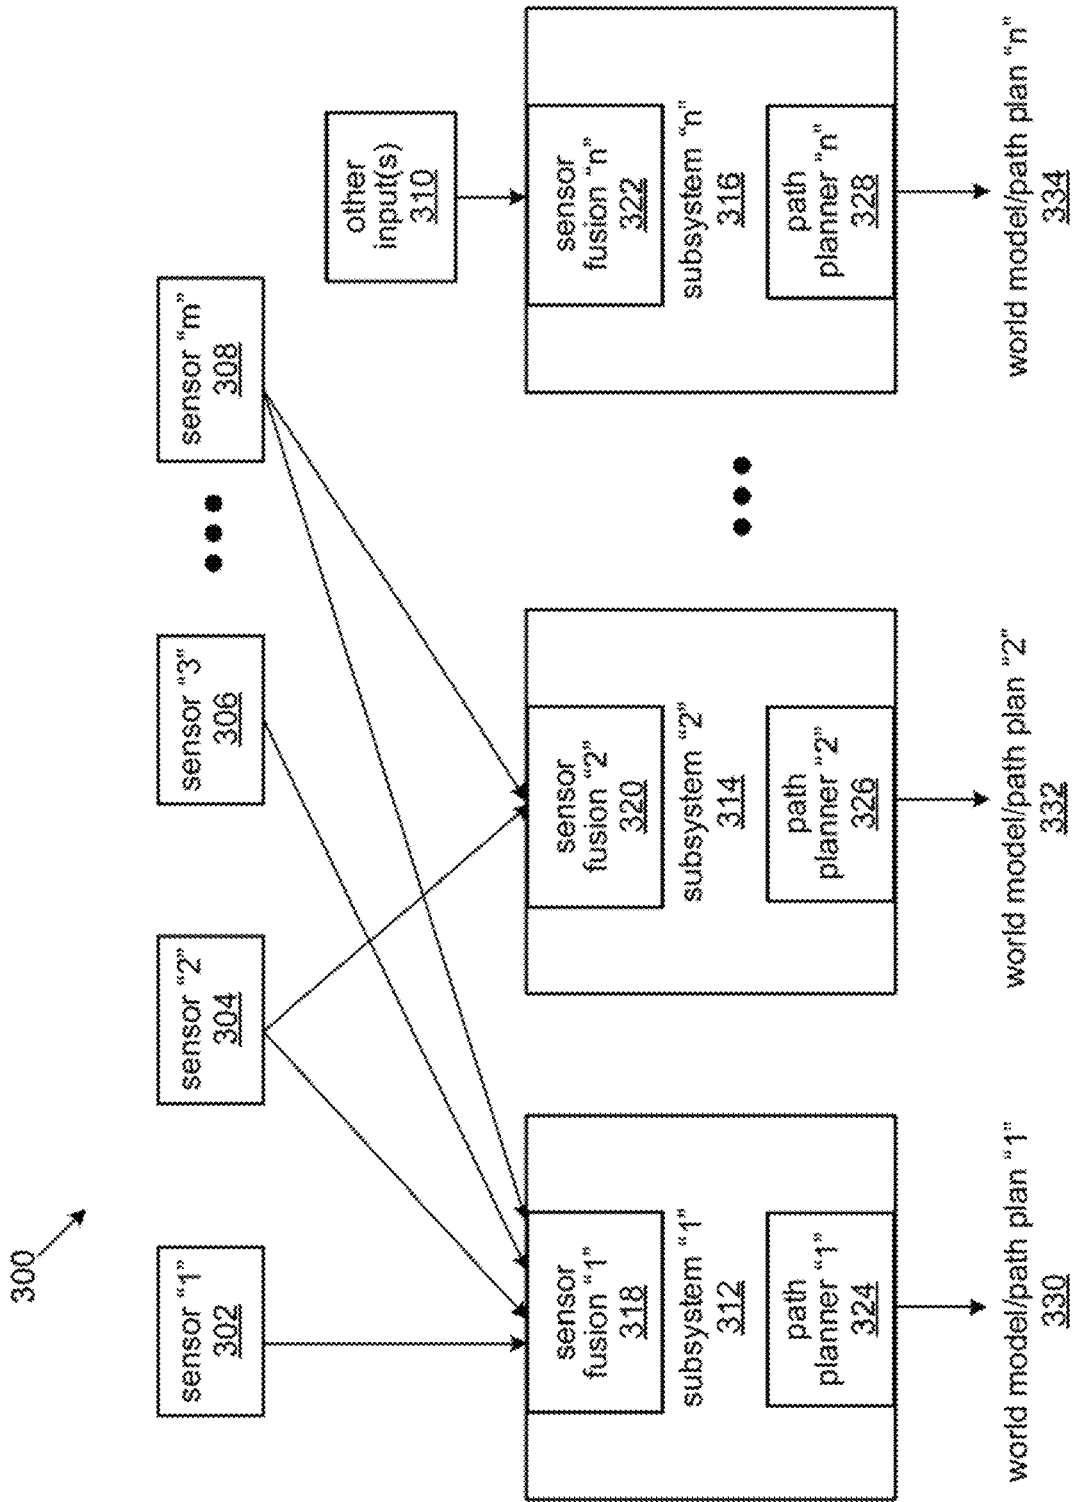 300
sensor “1”
302
sensor “2”
304
sensor “3”
306
sensor “m”
308
other
input(s)
310
sensor
fusion “1”
318
subsystem “1”
312
path
planner “1”
324
sensor
fusion “2”
320
subsystem “2”
314
path
planner “2”
326
sensor
fusion “n”
322
subsystem “n”
316
path
planner “n”
328
world model/path plan “1”
330
world model/path plan “2”
332
world model/path plan “n”
334